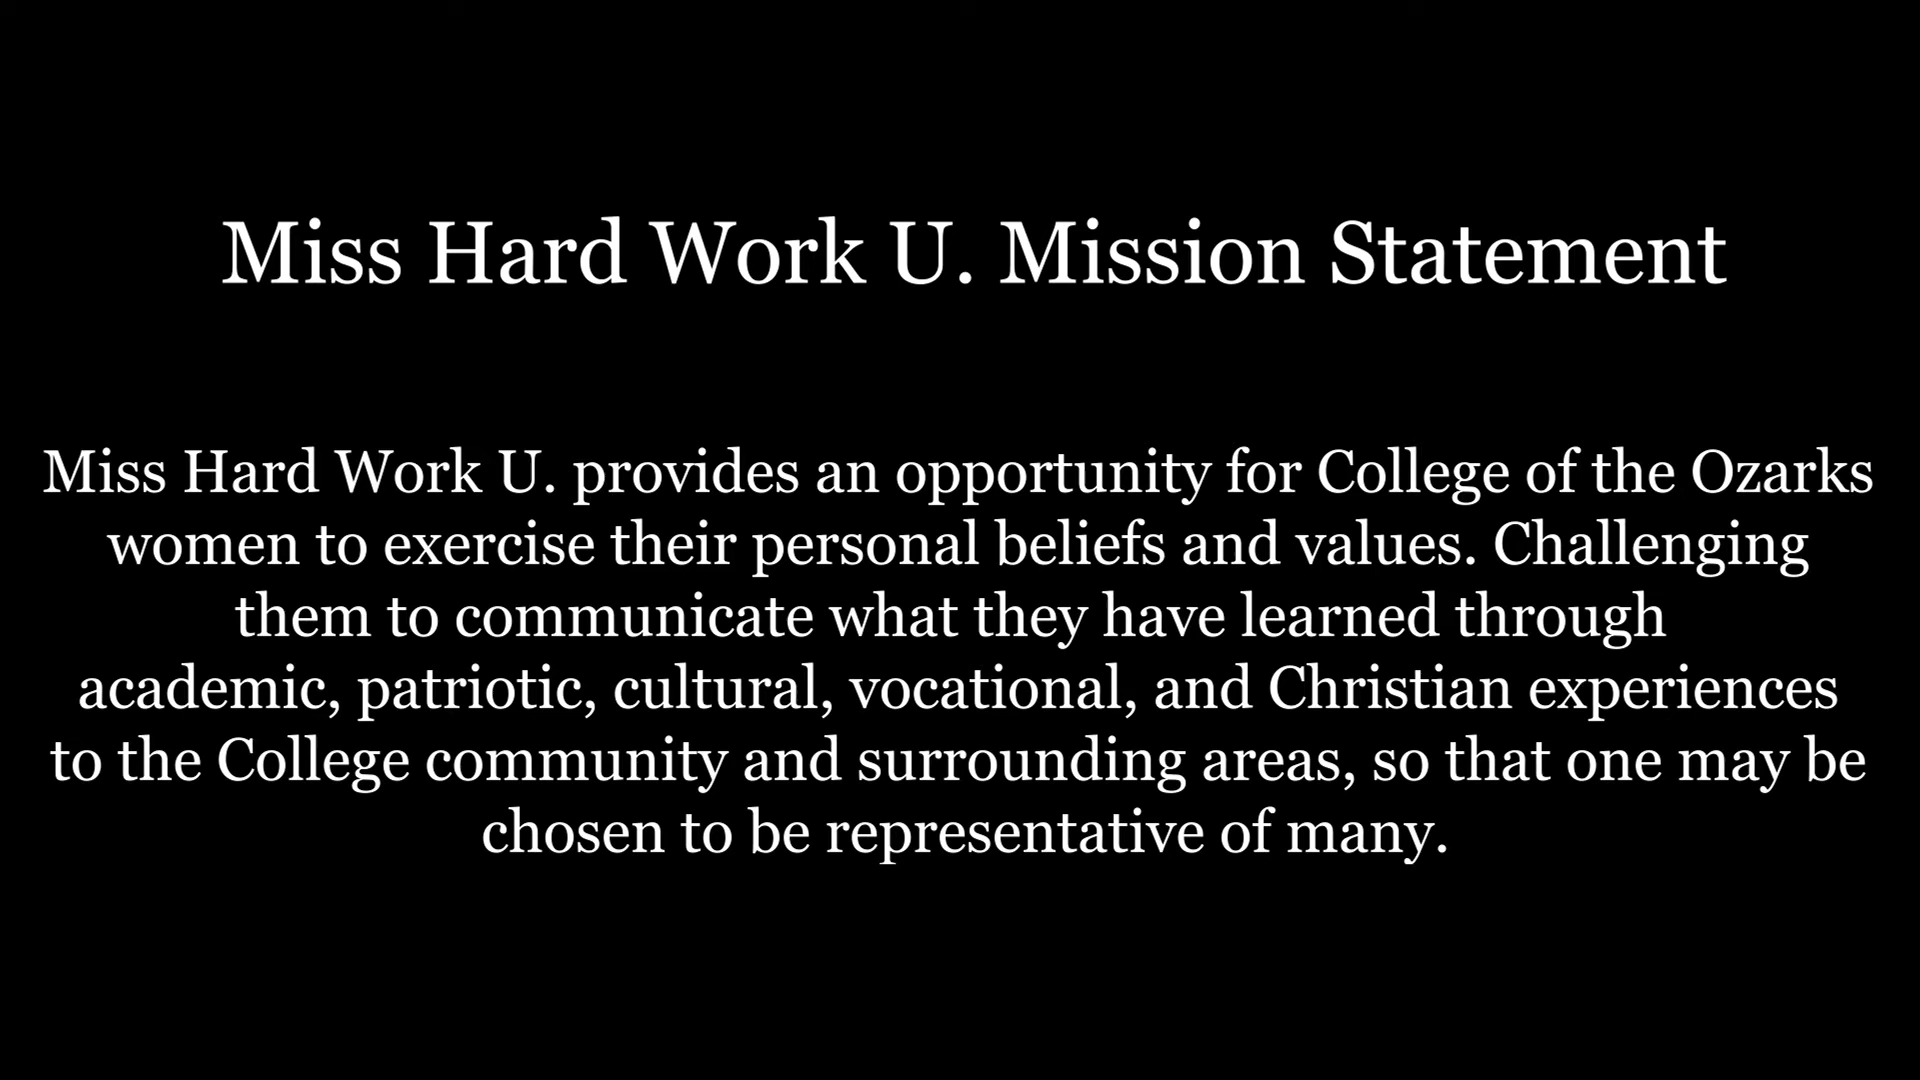 Miss Hard Work U. Mission Statement
Miss Hard Work U. provides an opportunity for College of the Ozarks
women to exercise their personal beliefs and values. Challenging
them to communicate what they have learned through
academic, patriotic, cultural, vocational, and Christian experiences
to the College community and surrounding areas, so that one may be
chosen to be representative of many.